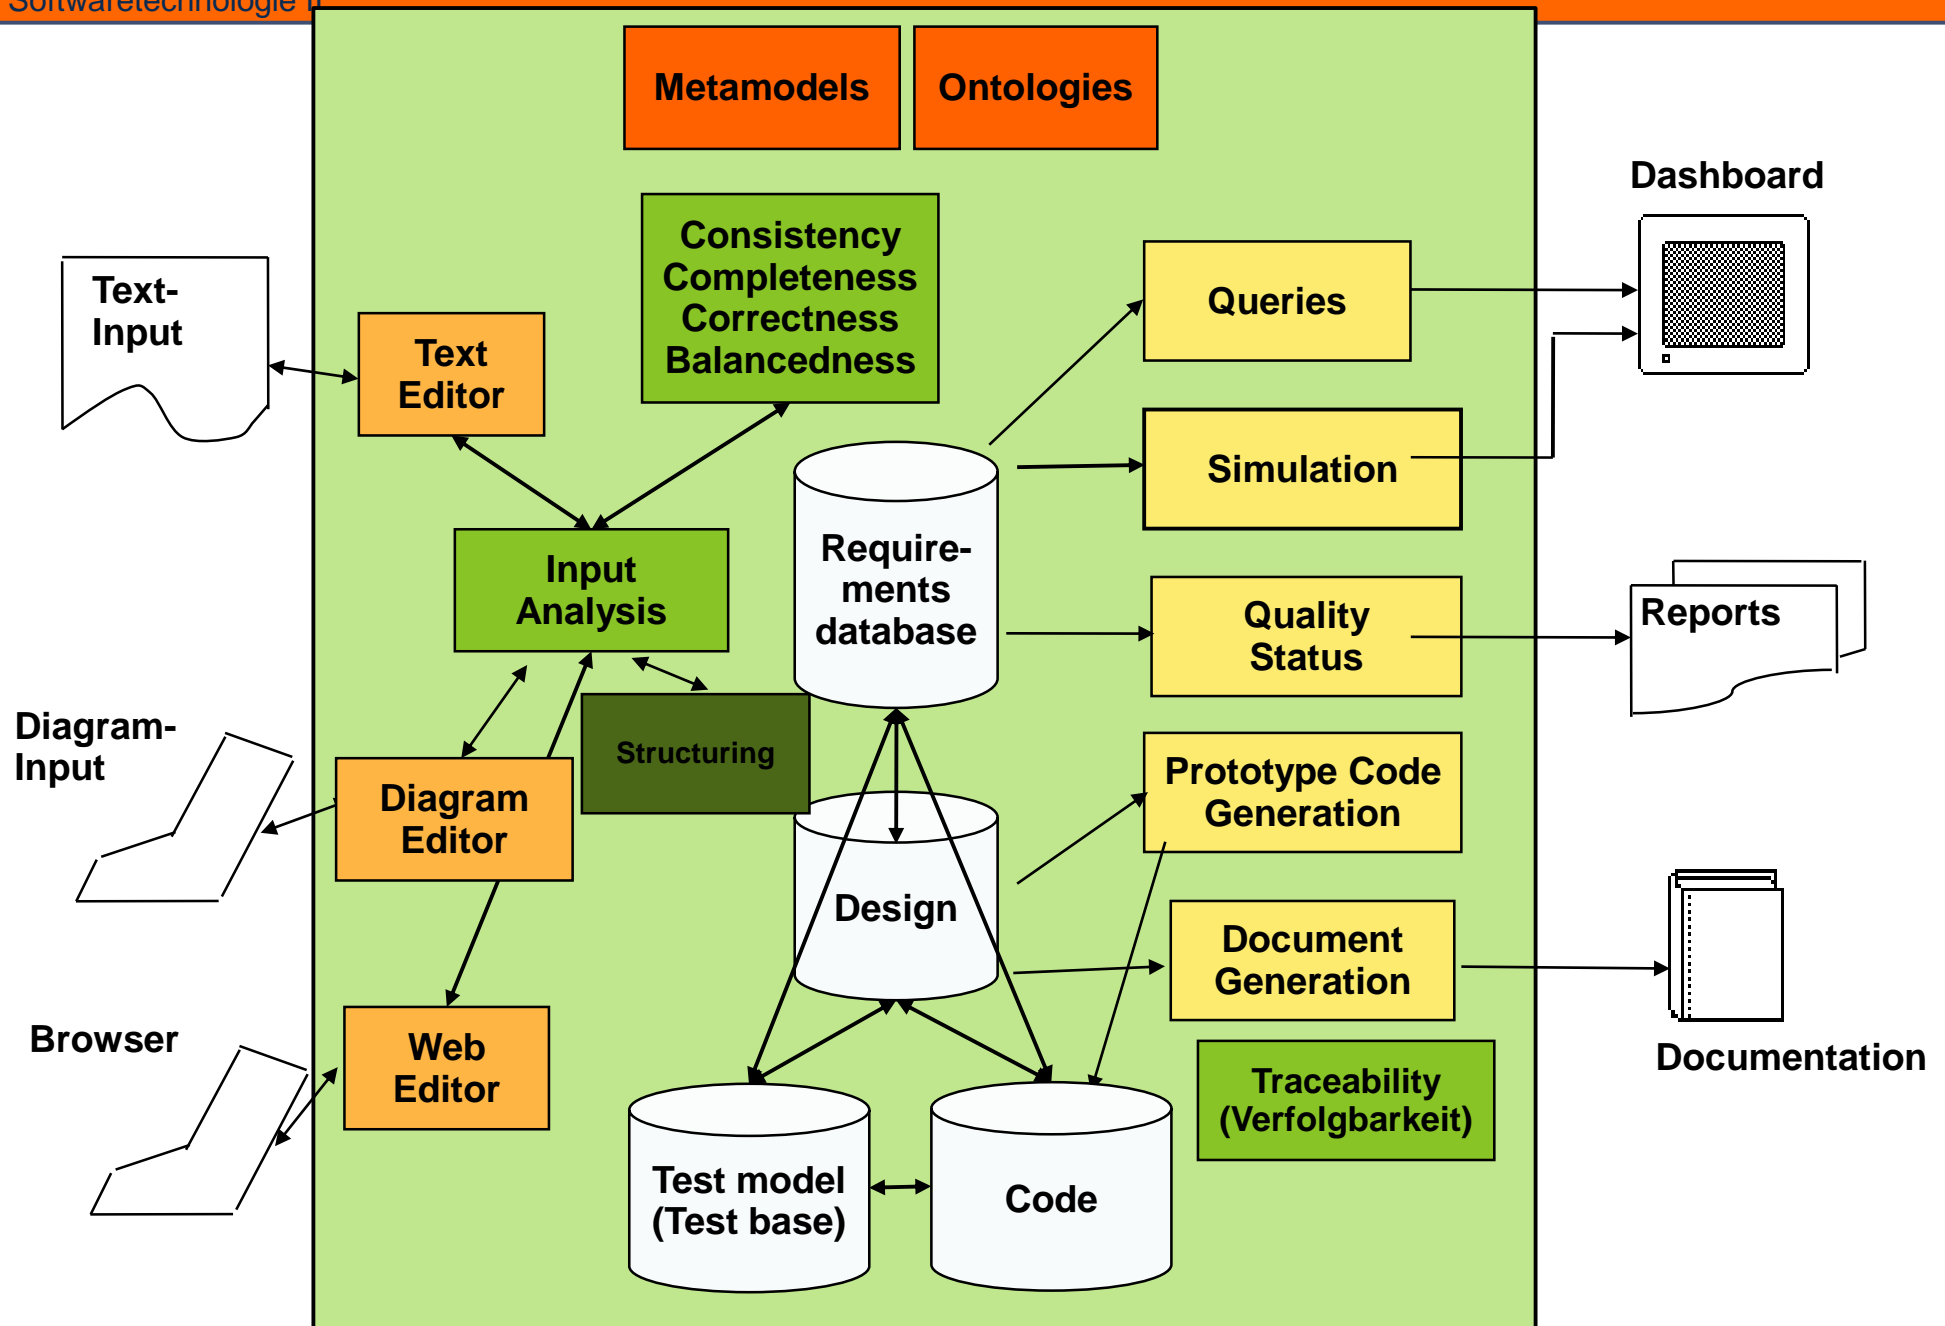 Softwaretechnologie II
Metamodels
Ontologies
Dashboard
Consistency
Completeness
Correctness
Balancedness
Queries
Text-
Input
Text
Editor
Simulation
Input
Analysis
Require-
ments
database
Quality
Status
Reports
Diagram-
Input
Structuring
Diagram
Editor
Prototype Code
Generation
Design
Document
Generation
Browser
Web
Editor
Traceability
(Verfolgbarkeit)
Documentation
Test model
(Test base)
Code